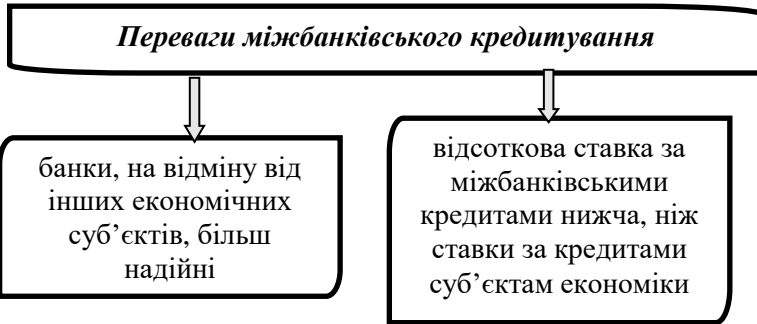 Переваги міжбанківського кредитування
банки, на відміну від
інших економічних
суб’єктів, більш
надійні
відсоткова ставка за
міжбанківськими
кредитами нижча, ніж
ставки за кредитами
суб’єктам економіки